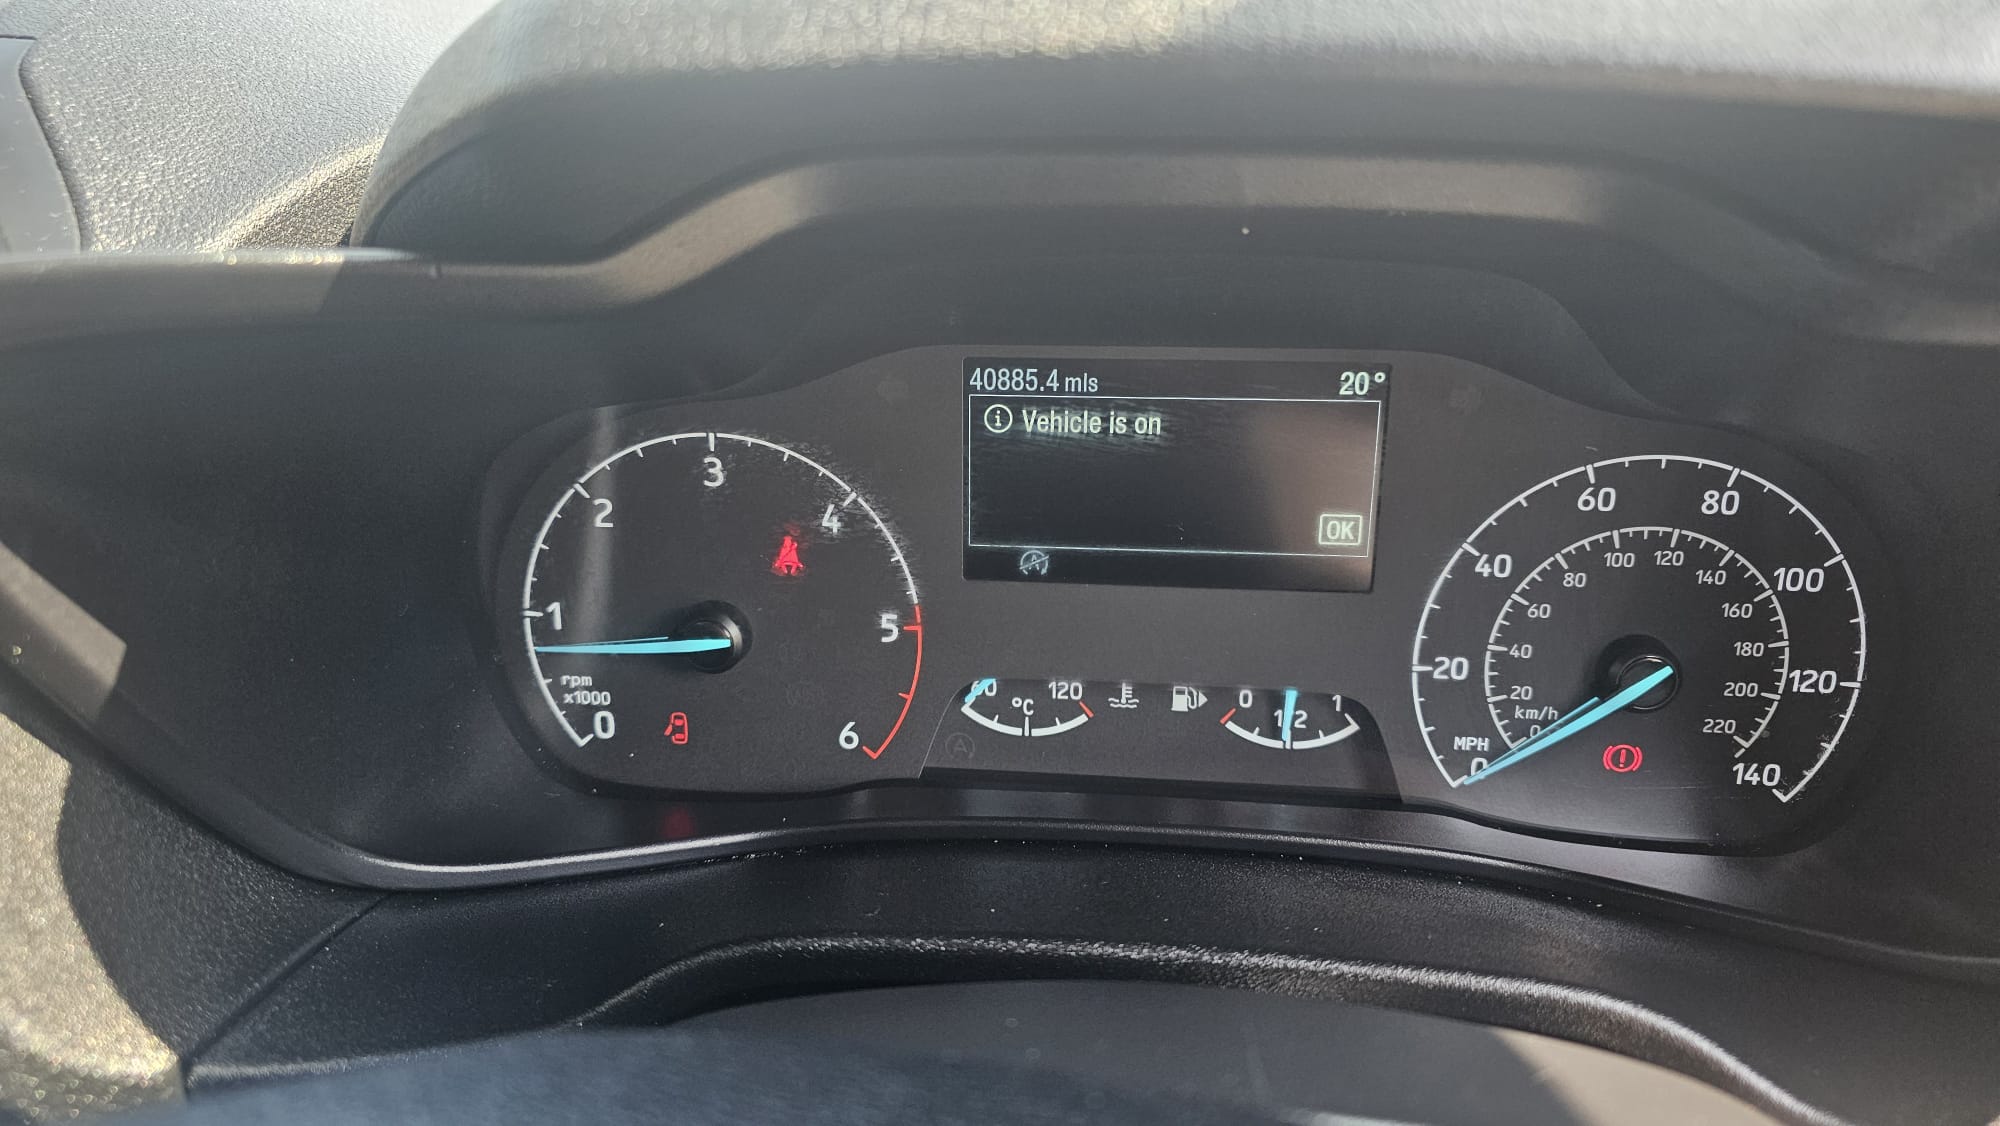 40885.4 mls 20°
i Vehicle is on
OK
A
0 1 2 3 4 5 6
rpm
x1000
60 120
°C
0 1/2 1
A
0 20 40 60 80 100 120 140
MPH
0 20 40 60 80 100 120 140 160 180 200 220
km/h
!